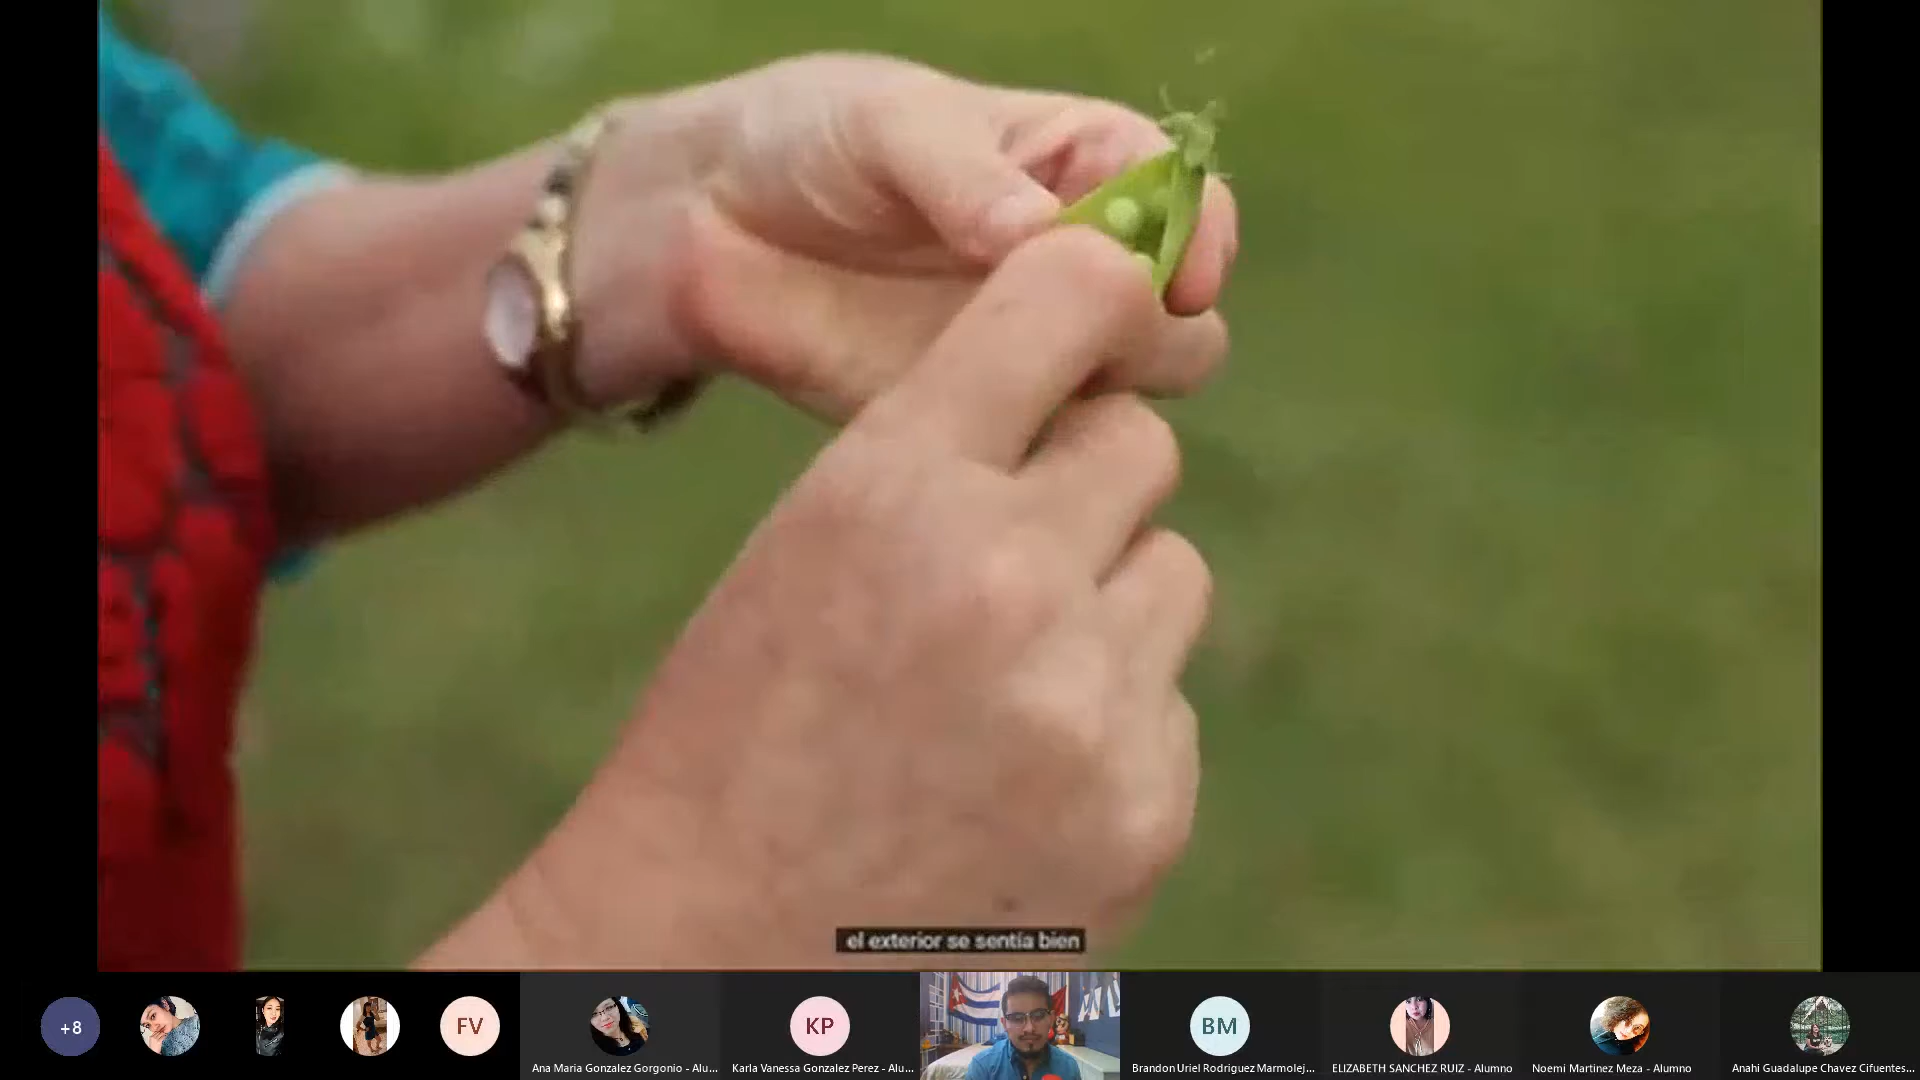 el exterior se sentía bien
+8
FV
KP
BM
Ana Maria Gonzalez Gorgonio - Alu...
Karla Vanessa Gonzalez Perez - Alu...
Brandon Uriel Rodriguez Marmolej...
ELIZABETH SANCHEZ RUIZ - Alumno
Noemi Martinez Meza - Alumno
Anahi Guadalupe Chavez Cifuentes...